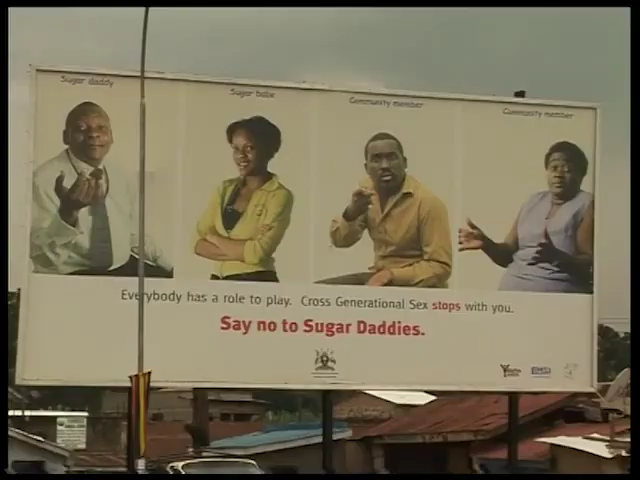 Sugar daddy
Sugar babe
Community member
Community member
Everybody has a role to play. Cross Generational Sex stops with you.
Say no to Sugar Daddies.